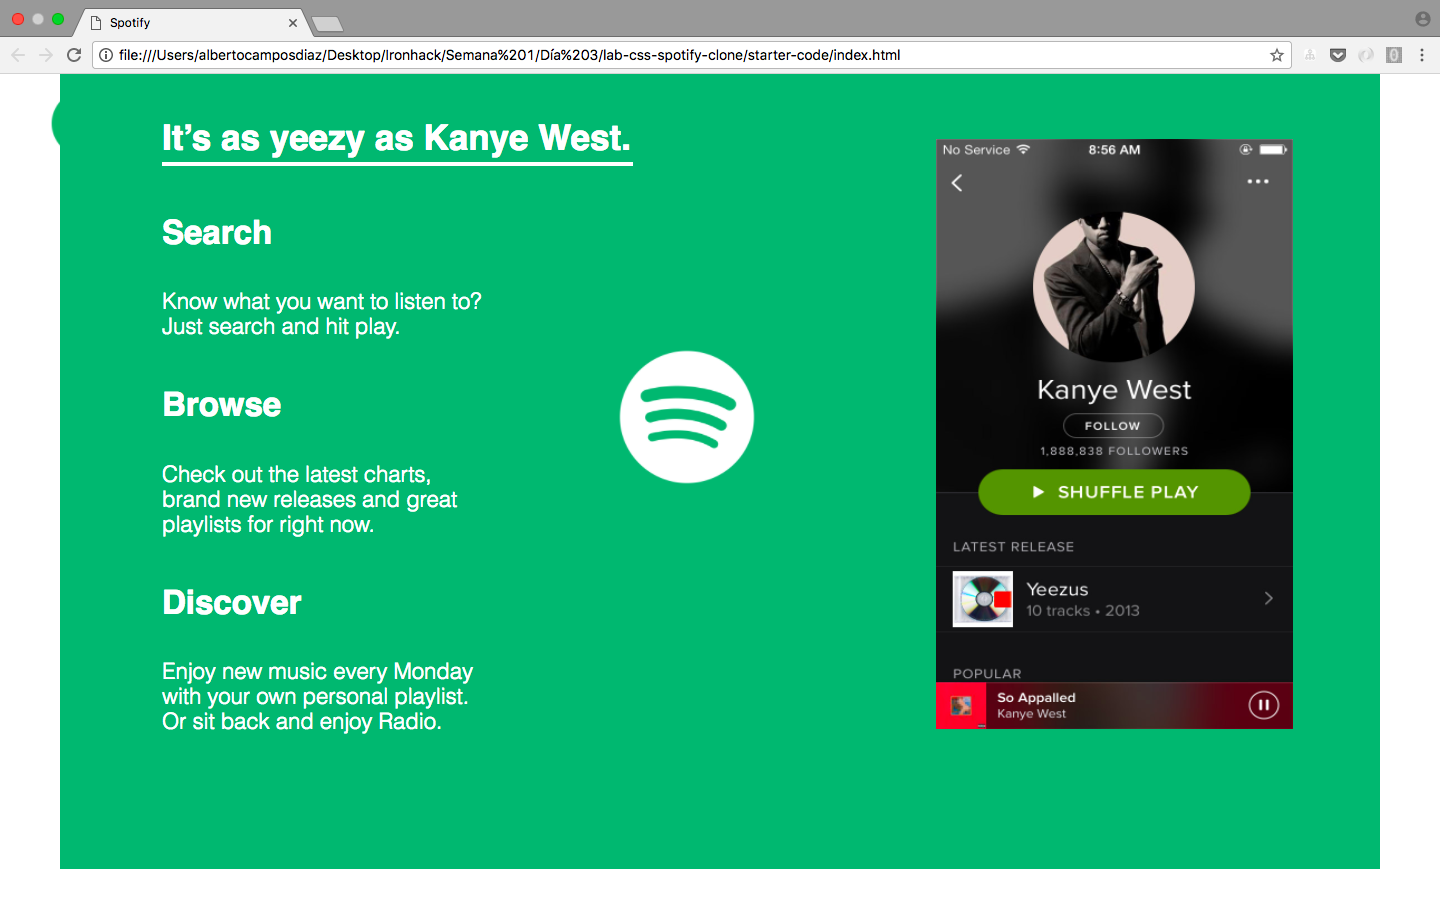 Spotify
file:///Users/albertocamposdiaz/Desktop/Ironhack/Semana%201/Día%203/lab-css-spotify-clone/starter-code/index.html
It's as yeezy as Kanye West.
Search
Know what you want to listen to?
Just search and hit play.
Browse
Check out the latest charts,
brand new releases and great
playlists for right now.
Discover
Enjoy new music every Monday
with your own personal playlist.
Or sit back and enjoy Radio.
No Service 8:56 AM
Kanye West
FOLLOW
1,888,838 FOLLOWERS
SHUFFLE PLAY
LATEST RELEASE
Yeezus
10 tracks • 2013
POPULAR
So Appalled
Kanye West